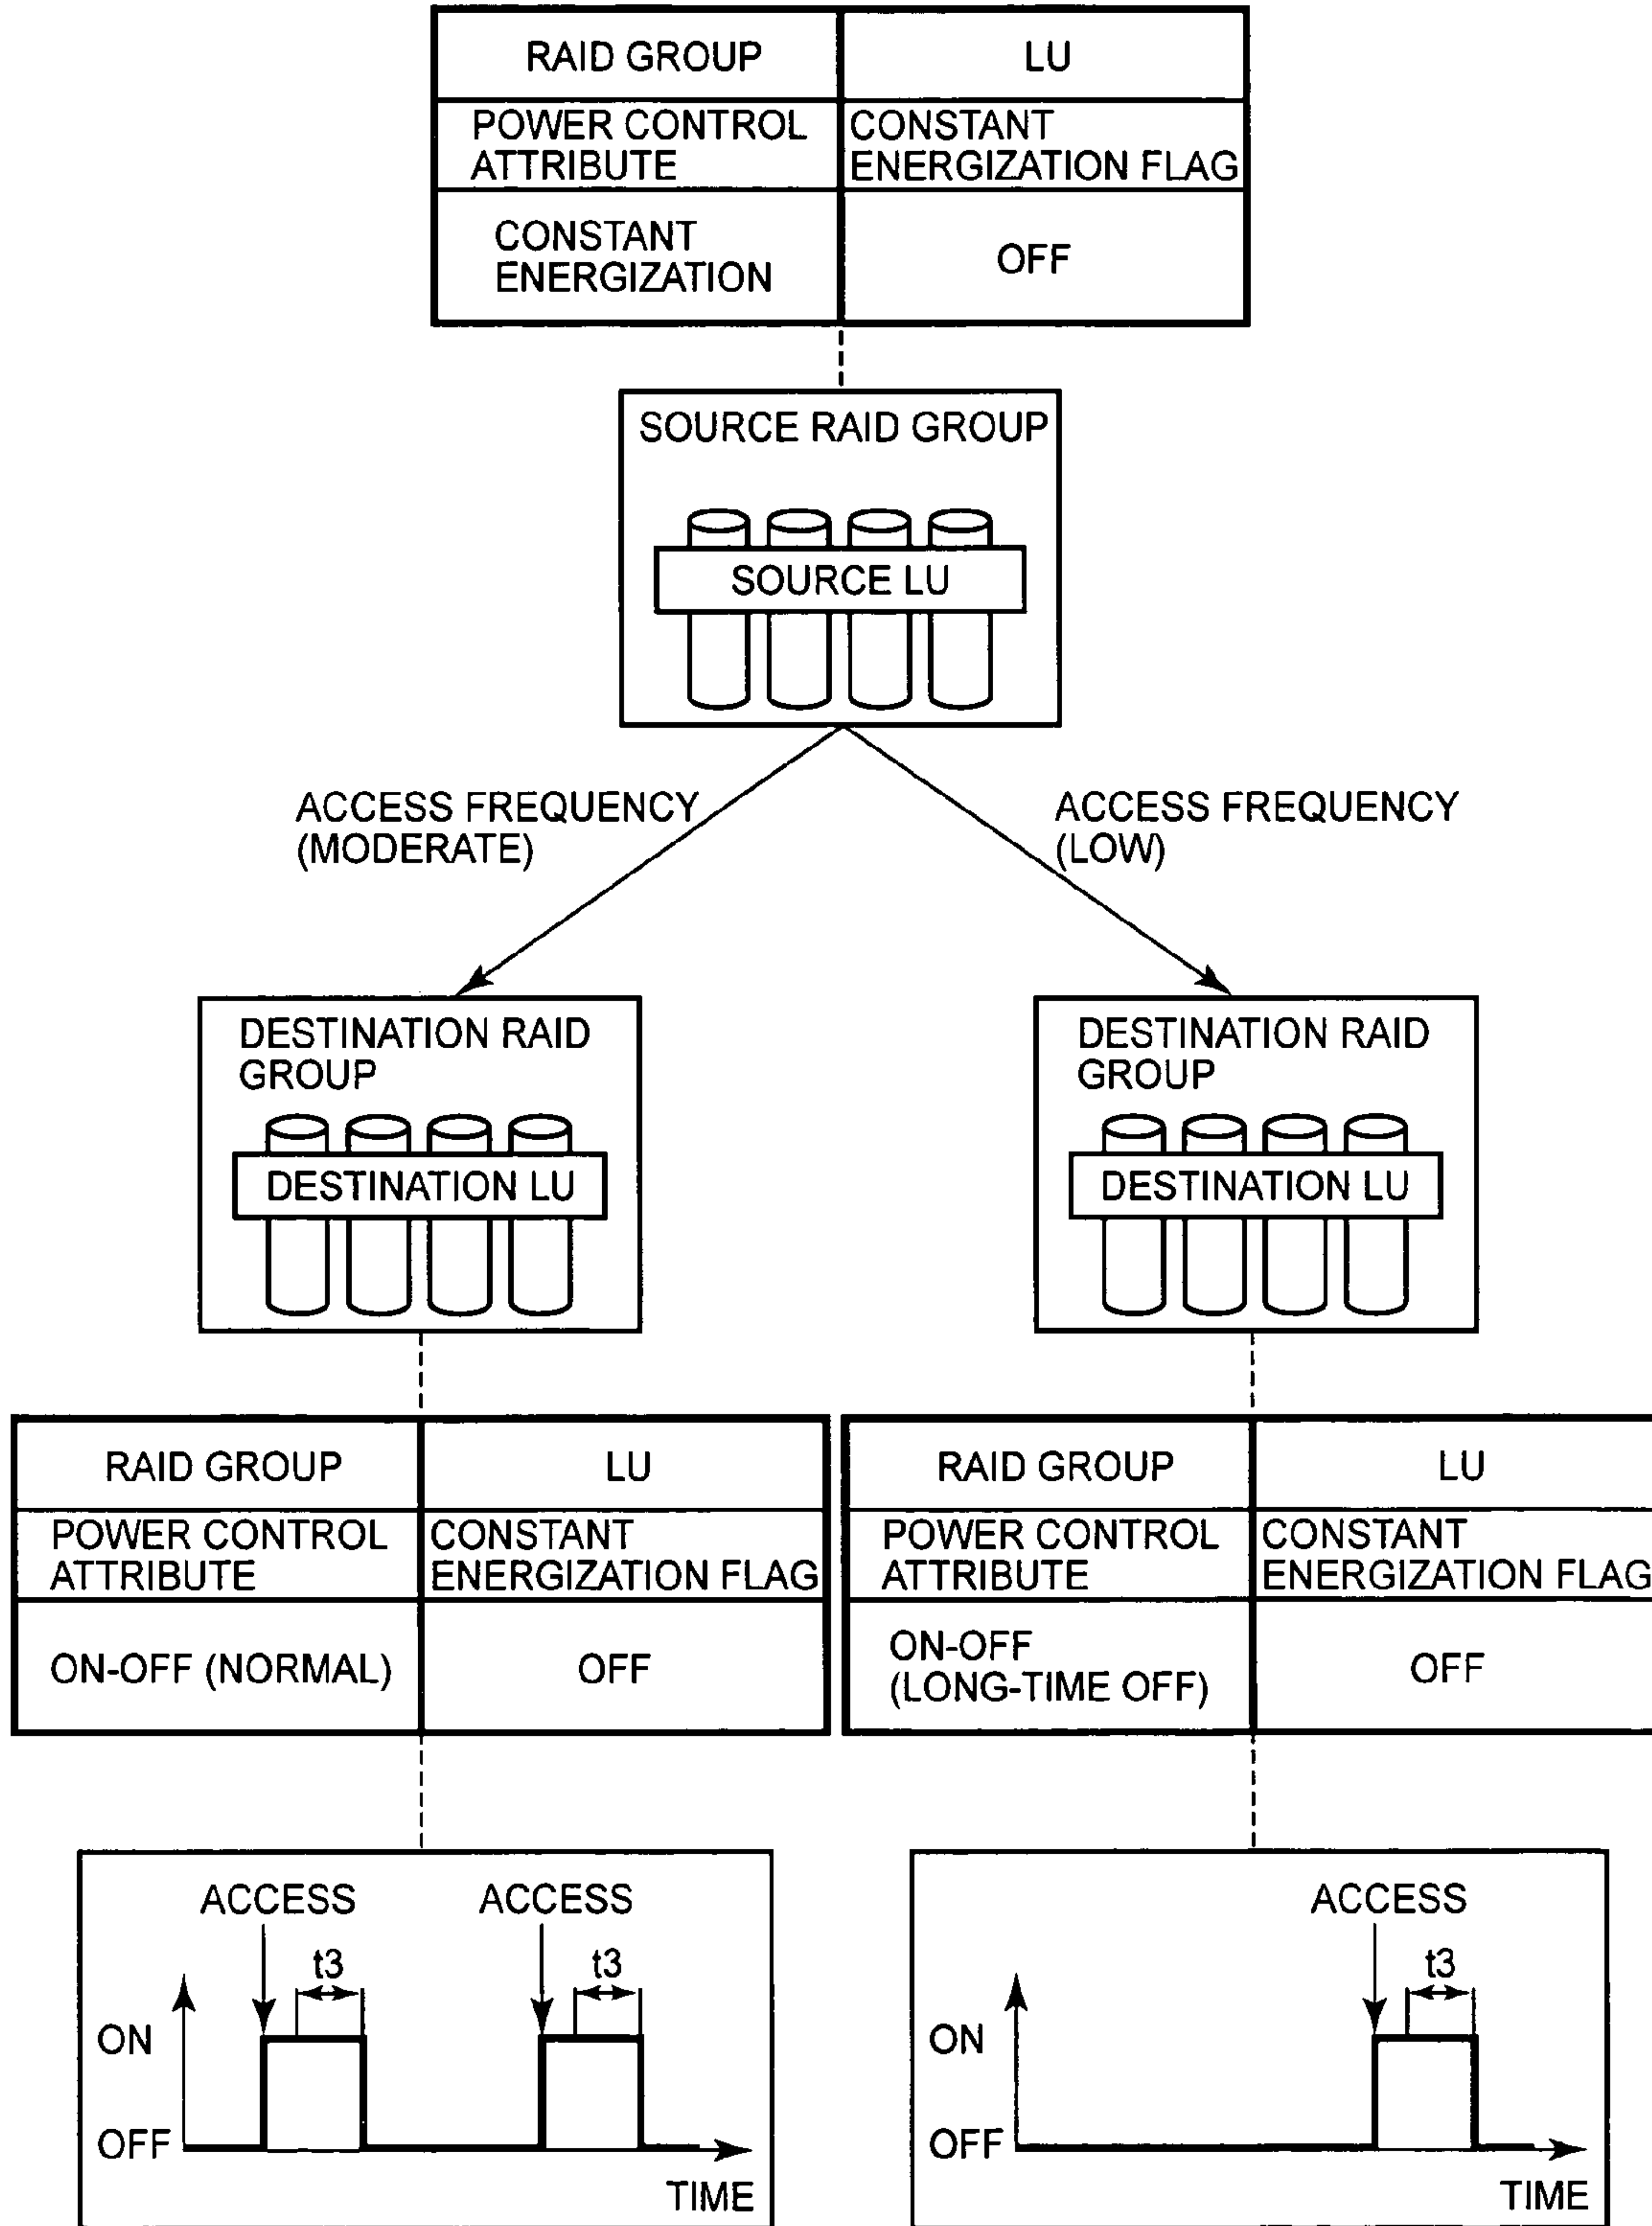 RAID GROUP
LU
POWER CONTROL
ATTRIBUTE
CONSTANT
ENERGIZATION FLAG
CONSTANT
ENERGIZATION
OFF
SOURCE RAID GROUP
SOURCE LU
ACCESS FREQUENCY
(MODERATE)
ACCESS FREQUENCY
(LOW)
DESTINATION RAID
GROUP
DESTINATION LU
DESTINATION RAID
GROUP
DESTINATION LU
RAID GROUP
LU
POWER CONTROL
ATTRIBUTE
CONSTANT
ENERGIZATION FLAG
ON-OFF (NORMAL)
OFF
RAID GROUP
LU
POWER CONTROL
ATTRIBUTE
CONSTANT
ENERGIZATION FLAG
ON-OFF
(LONG-TIME OFF)
OFF
ACCESS
ACCESS
t3
t3
ON
OFF
TIME
ACCESS
t3
ON
OFF
TIME